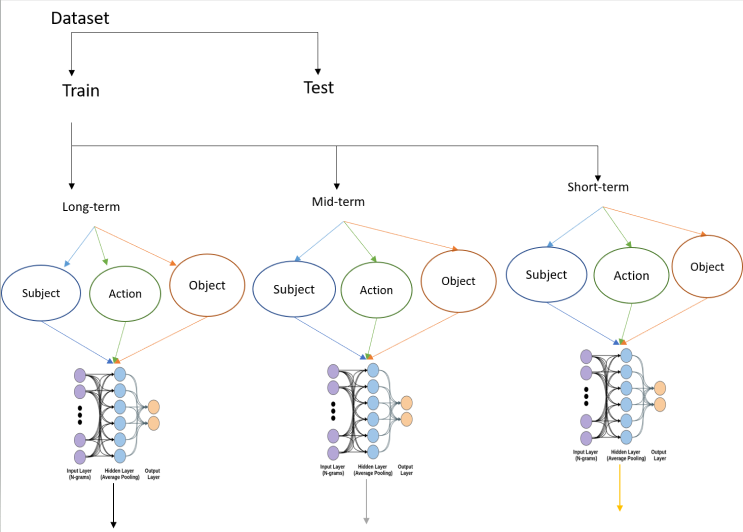 Dataset
Train
Test
Long-term
Mid-term
Short-term
Subject
Action
Object
Subject
Action
Object
Subject
Action
Object
Input Layer
(N-grams)
Hidden Layer
(Average Pooling)
Output
Layer
Input Layer
(N-grams)
Hidden Layer
(Average Pooling)
Output
Layer
Input Layer
(N-grams)
Hidden Layer
(Average Pooling)
Output
Layer